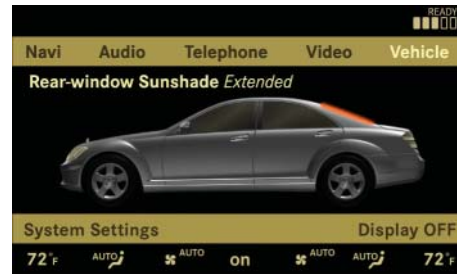 READY
Navi Audio Telephone Video Vehicle
Rear-window Sunshade Extended
System Settings Display OFF
72°F AUTO AUTO on AUTO AUTO 72°F